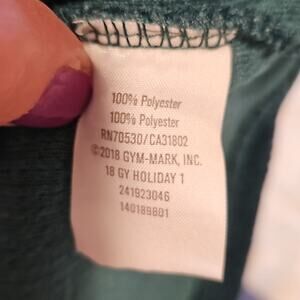 100% Polyester
100% Polyester
RN70530/CA31802
©2018 GYM-MARK, INC.
18 GY HOLIDAY 1
241923046
140189801